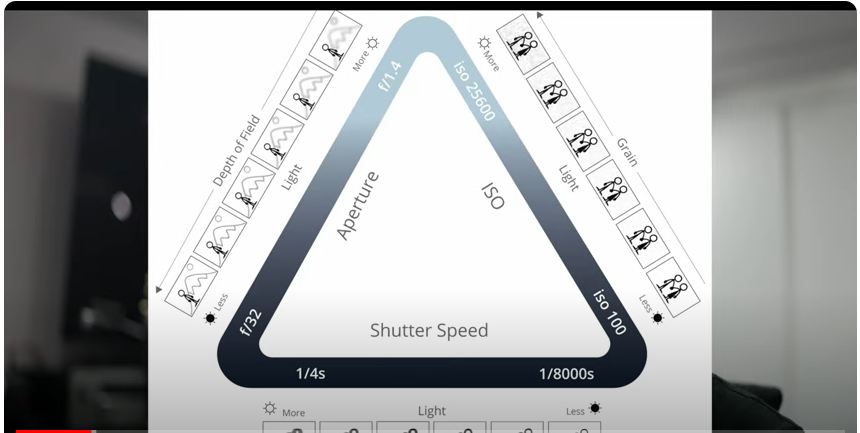 More
f/1.4
iso 25600
More
Depth of Field
Light
Aperture
ISO
Light
Grain
Less
f/32
iso 100
Less
Shutter Speed
1/4s
1/8000s
More
Light
Less